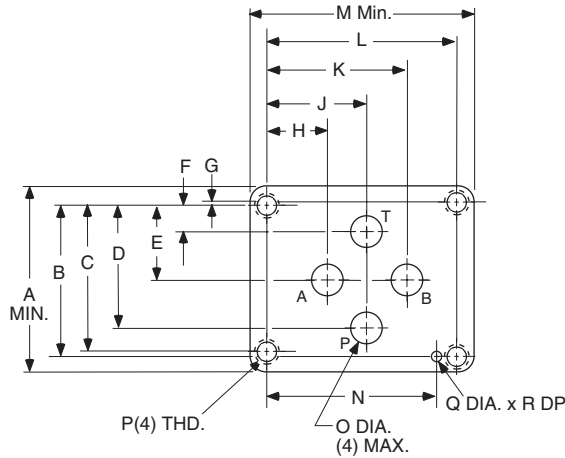 M Min.
L
K
J
H
F
G
A
MIN.
B
C
D
E
T
A
B
P
N
P(4) THD.
O DIA.
(4) MAX.
Q DIA. x R DP